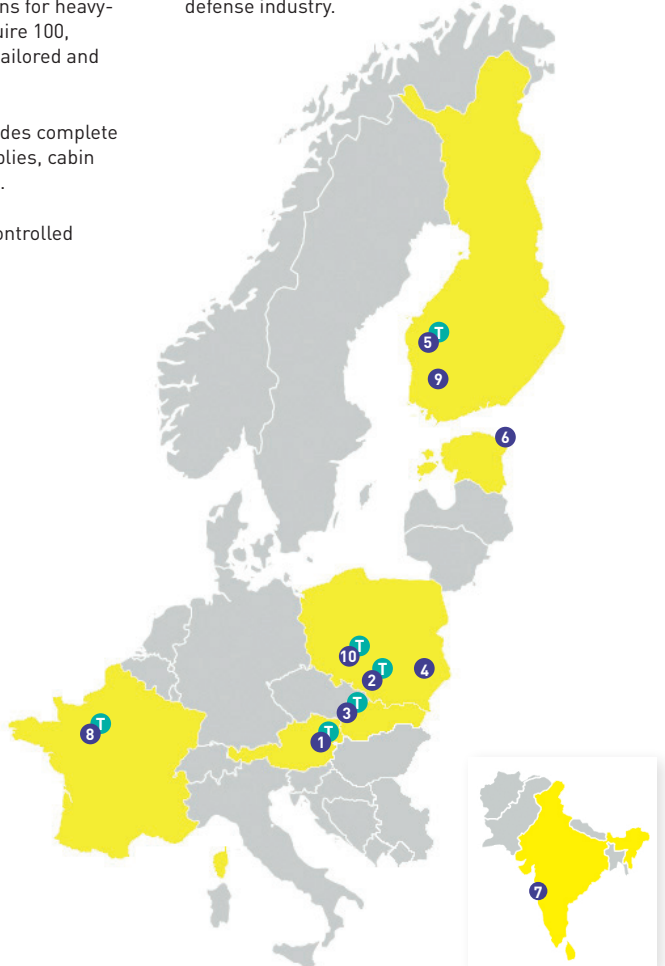 ns for heavy-
uire 100,
ailored and
des complete
plies, cabin
.
ontrolled
defense industry.
T
5
9
6
T
10
T
2
4
T
3
T
1
T
8
7